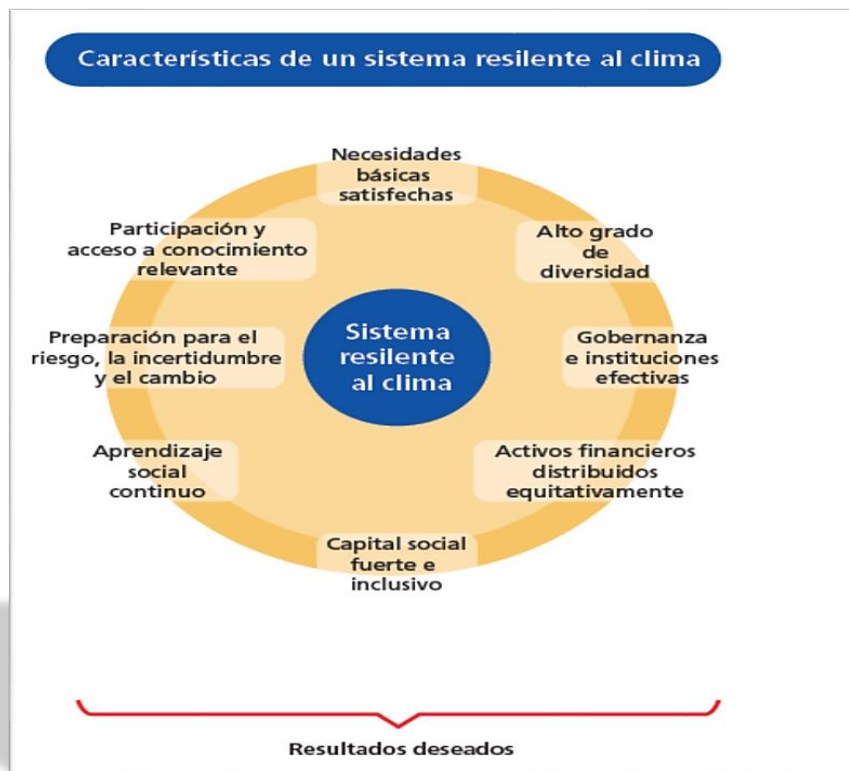 Características de un sistema resilente al clima
Necesidades
básicas
satisfechas
Participación y
acceso a conocimiento
relevante
Alto grado
de
diversidad
Preparación para el
riesgo, la incertidumbre
y el cambio
Sistema
resilente
al clima
Gobernanza
e instituciones
efectivas
Aprendizaje
social
continuo
Activos financieros
distribuidos
equitativamente
Capital social
fuerte e
inclusivo
Resultados deseados